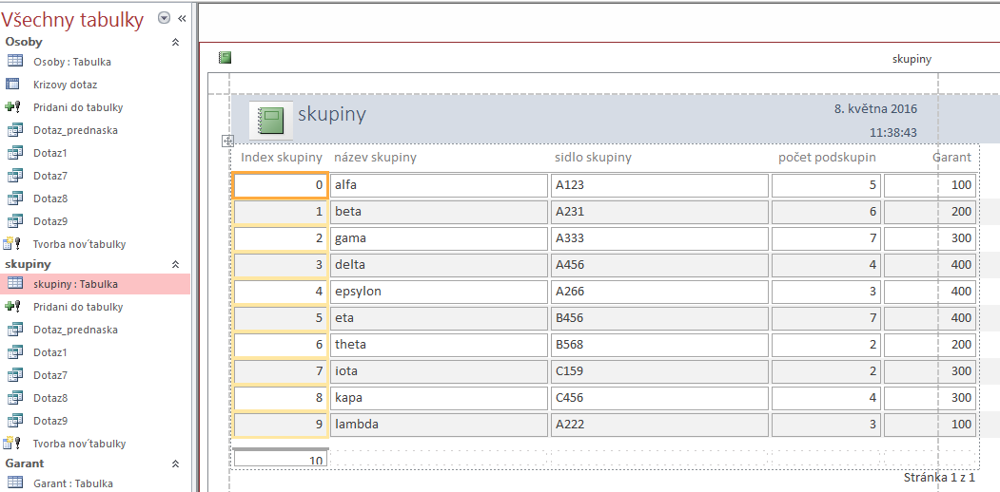 Všechny tabulky
Osoby
Osoby : Tabulka
Krizovy dotaz
Pridani do tabulky
Dotaz_prednaska
Dotaz1
Dotaz7
Dotaz8
Dotaz9
Tvorba nov´tabulky
skupiny
skupiny : Tabulka
Pridani do tabulky
Dotaz_prednaska
Dotaz1
Dotaz7
Dotaz8
Dotaz9
Tvorba nov´tabulky
Garant
Garant : Tabulka
skupiny
skupiny
8. května 2016
11:38:43
Index skupiny název skupiny sidlo skupiny počet podskupin Garant
0 alfa A123 5 100
1 beta A231 6 200
2 gama A333 7 300
3 delta A456 4 400
4 epsylon A266 3 400
5 eta B456 7 400
6 theta B568 2 200
7 iota C159 2 300
8 kapa C456 4 300
9 lambda A222 3 100
10
Stránka 1 z 1